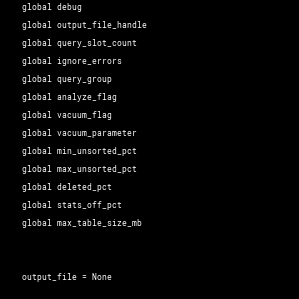 global debug
global output_file_handle
global query_slot_count
global ignore_errors
global query_group
global analyze_flag
global vacuum_flag
global vacuum_parameter
global min_unsorted_pct
global max_unsorted_pct
global deleted_pct
global stats_off_pct
global max_table_size_mb
output_file = None